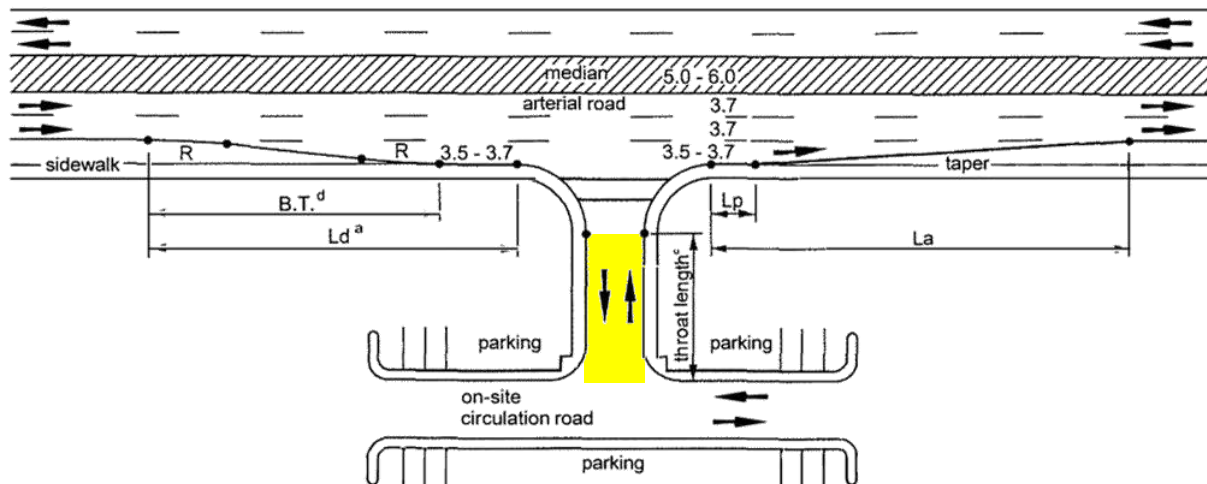 median 5.0 - 6.0
arterial road 3.7
3.7
R R 3.5 - 3.7 3.5 - 3.7
sidewalk taper
B.T.d Lp
Lda La
throat lengthc
parking parking
on-site
circulation road
parking